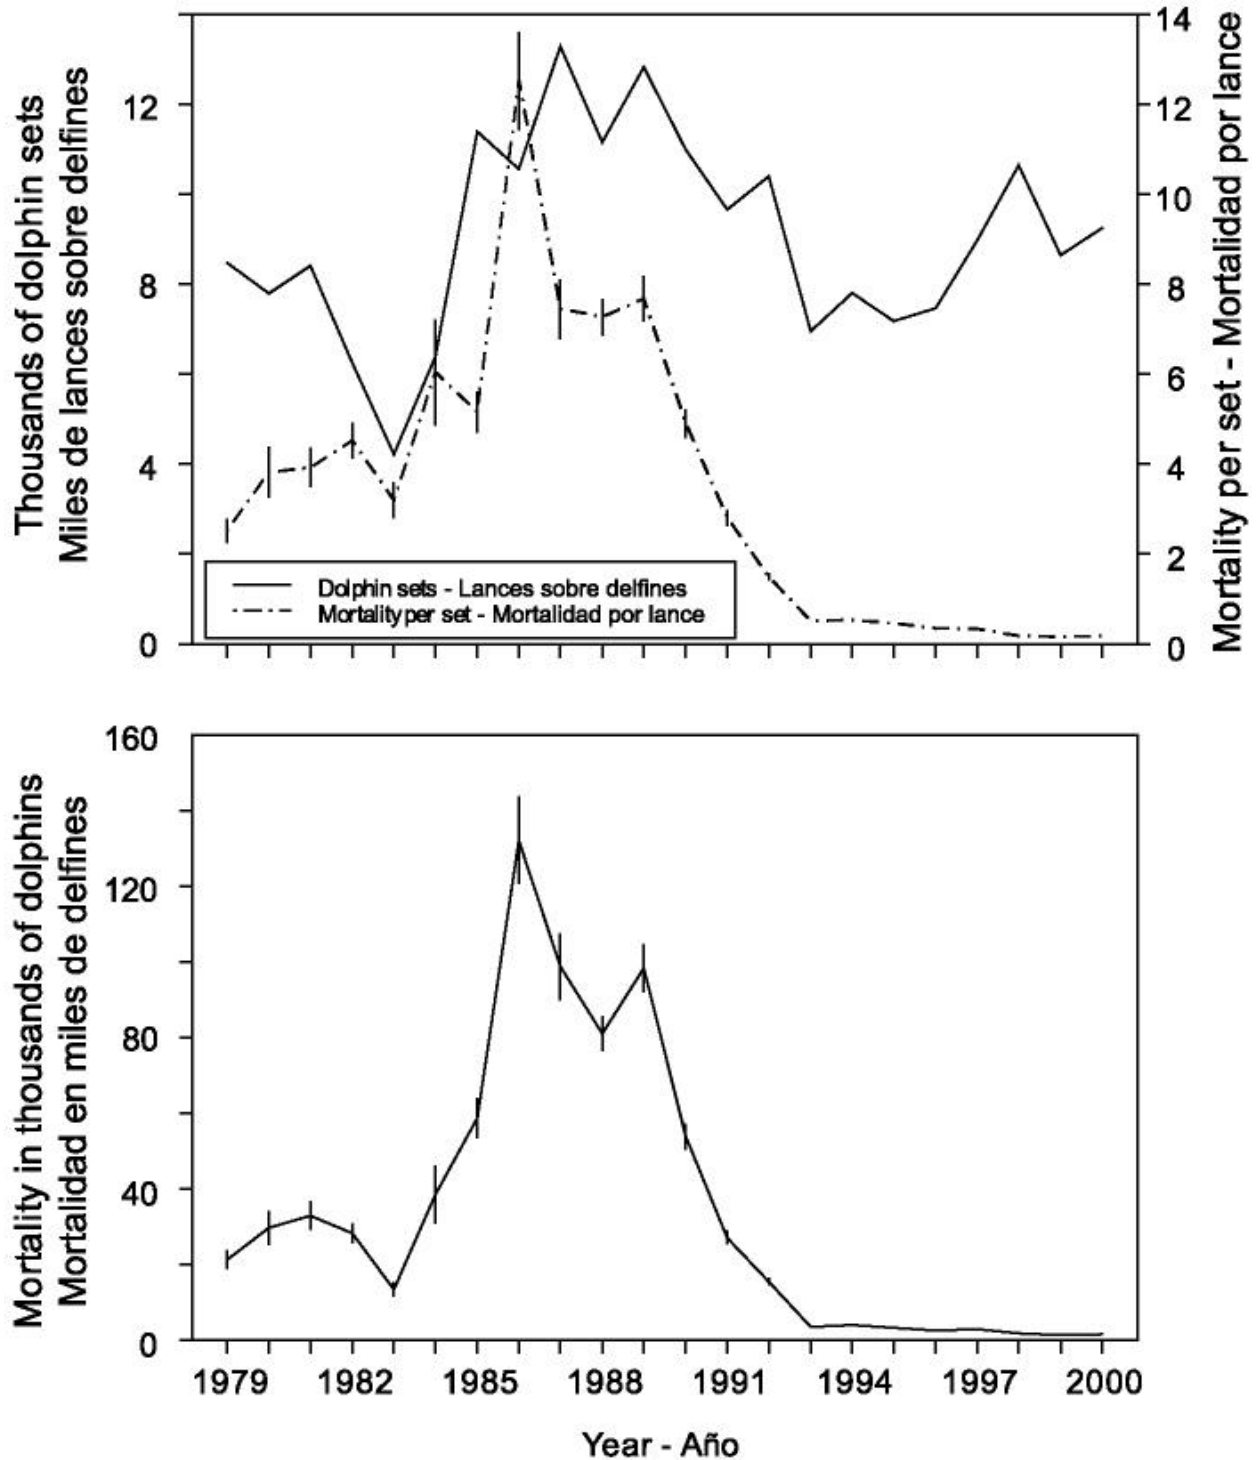 Thousands of dolphin sets
Miles de lances sobre delfines
12
8
4
0
14
12
10
8
6
4
2
0
Mortality per set - Mortalidad por lance
Dolphin sets - Lances sobre delfines
Mortality per set - Mortalidad por lance
Mortality in thousands of dolphins
Mortalidad en miles de delfines
160
120
80
40
0
1979 1982 1985 1988 1991 1994 1997 2000
Year - Año